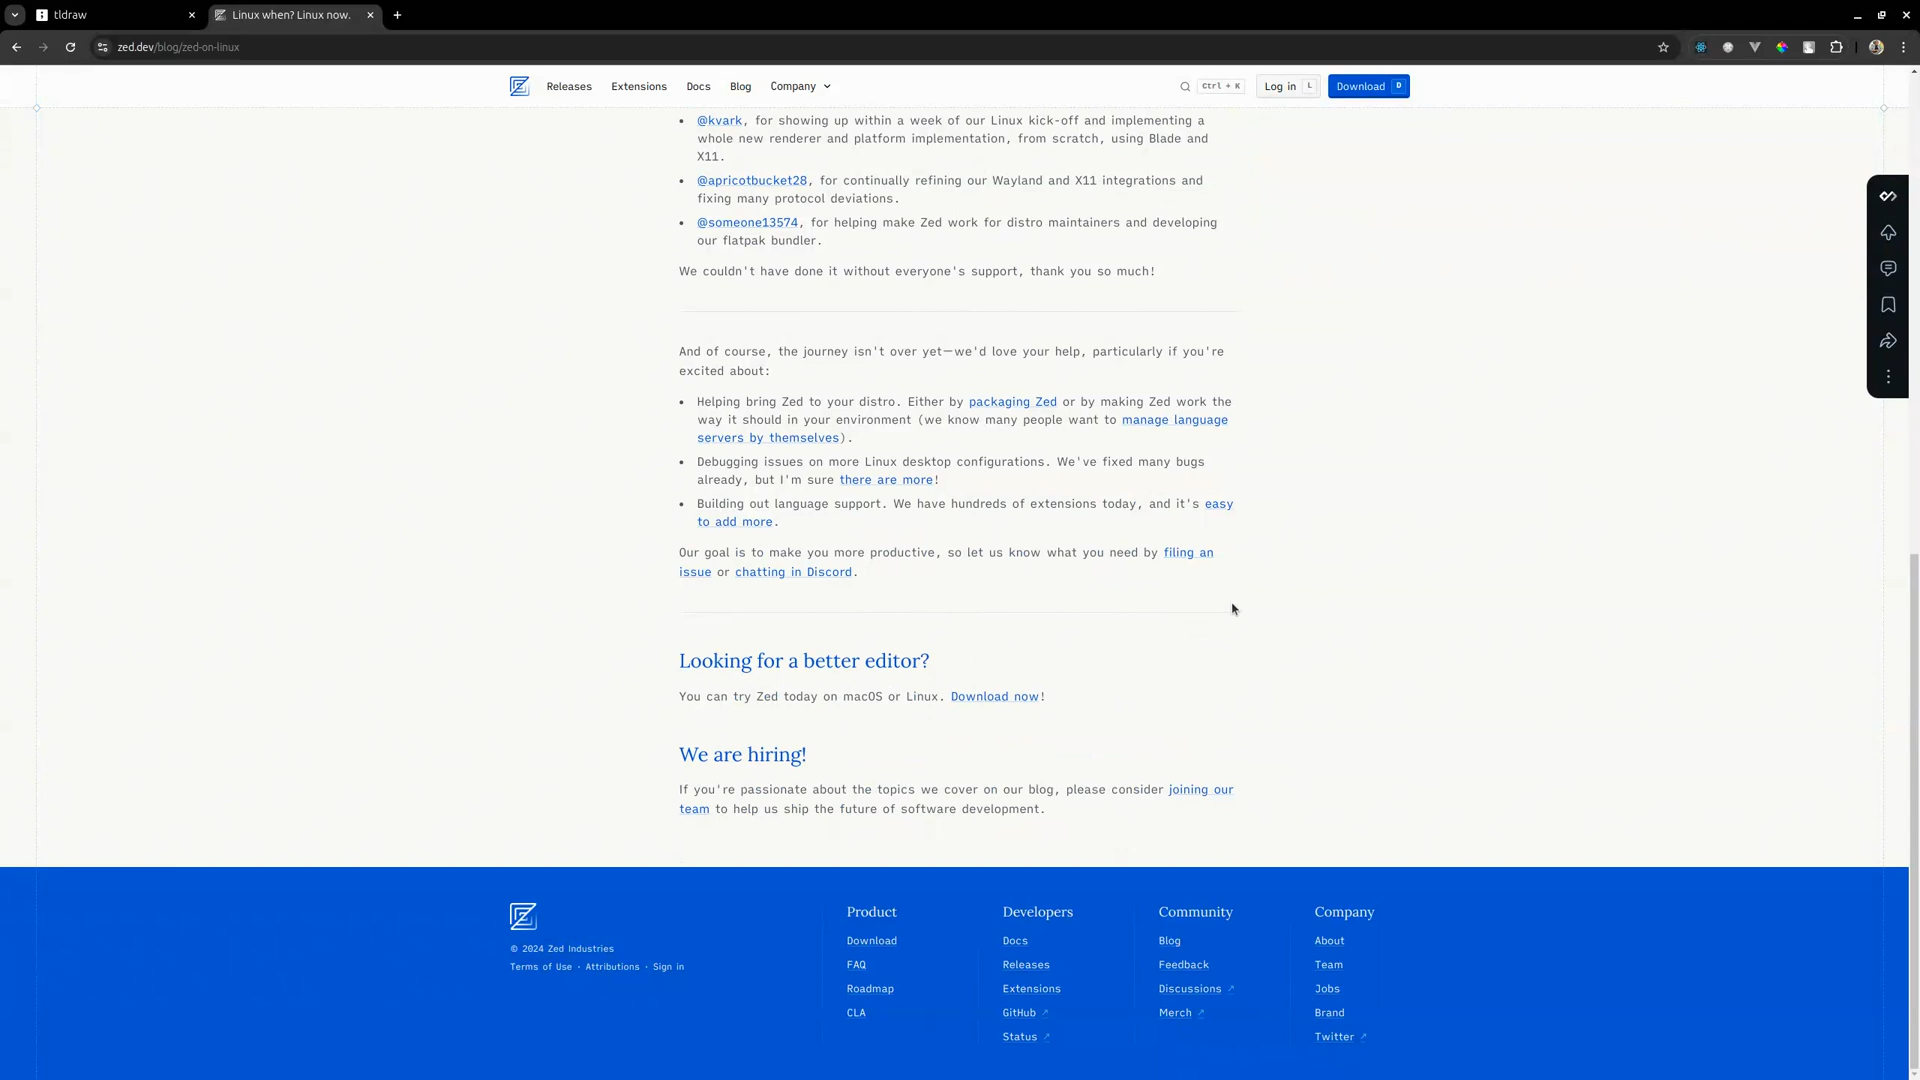 tldraw
Linux when? Linux now.
zed.dev/blog/zed-on-linux
Releases
Extensions
Docs
Blog
Company
Ctrl + K
Log in L
Download D
@kvark, for showing up within a week of our Linux kick-off and implementing a
whole new renderer and platform implementation, from scratch, using Blade and
X11.
@apricotbucket28, for continually refining our Wayland and X11 integrations and
fixing many protocol deviations.
@someone13574, for helping make Zed work for distro maintainers and developing
our flatpak bundler.
We couldn't have done it without everyone's support, thank you so much!
And of course, the journey isn't over yet—we'd love your help, particularly if you're
excited about:
Helping bring Zed to your distro. Either by packaging Zed or by making Zed work the
way it should in your environment (we know many people want to manage language
servers by themselves).
Debugging issues on more Linux desktop configurations. We've fixed many bugs
already, but I'm sure there are more!
Building out language support. We have hundreds of extensions today, and it's easy
to add more.
Our goal is to make you more productive, so let us know what you need by filing an
issue or chatting in Discord.
Looking for a better editor?
You can try Zed today on macOS or Linux. Download now!
We are hiring!
If you're passionate about the topics we cover on our blog, please consider joining our
team to help us ship the future of software development.
© 2024 Zed Industries
Terms of Use · Attributions · Sign in
Product
Download
FAQ
Roadmap
CLA
Developers
Docs
Releases
Extensions
GitHub ↗
Status ↗
Community
Blog
Feedback
Discussions ↗
Merch ↗
Company
About
Team
Jobs
Brand
Twitter ↗